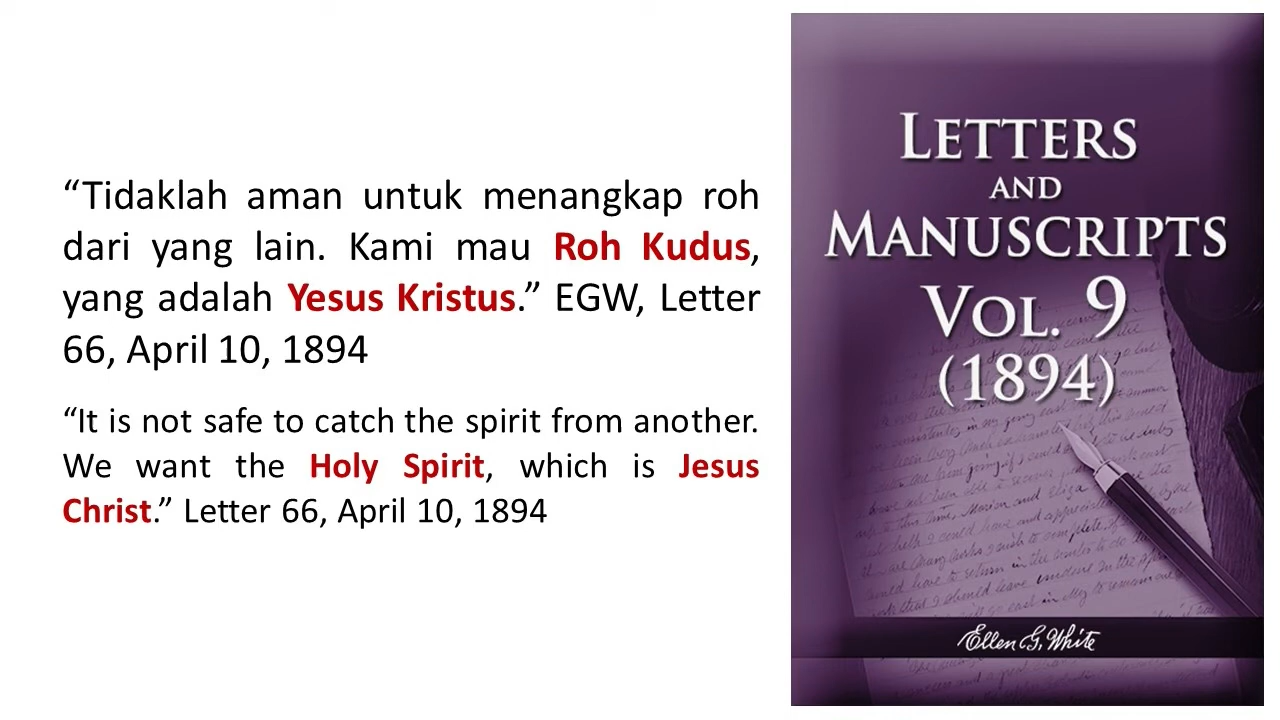 “Tidaklah aman untuk menangkap roh
dari yang lain. Kami mau Roh Kudus,
yang adalah Yesus Kristus.” EGW, Letter
66, April 10, 1894
“It is not safe to catch the spirit from another.
We want the Holy Spirit, which is Jesus
Christ.” Letter 66, April 10, 1894
LETTERS
AND
MANUSCRIPTS
VOL. 9
(1894)
Ellen G. White